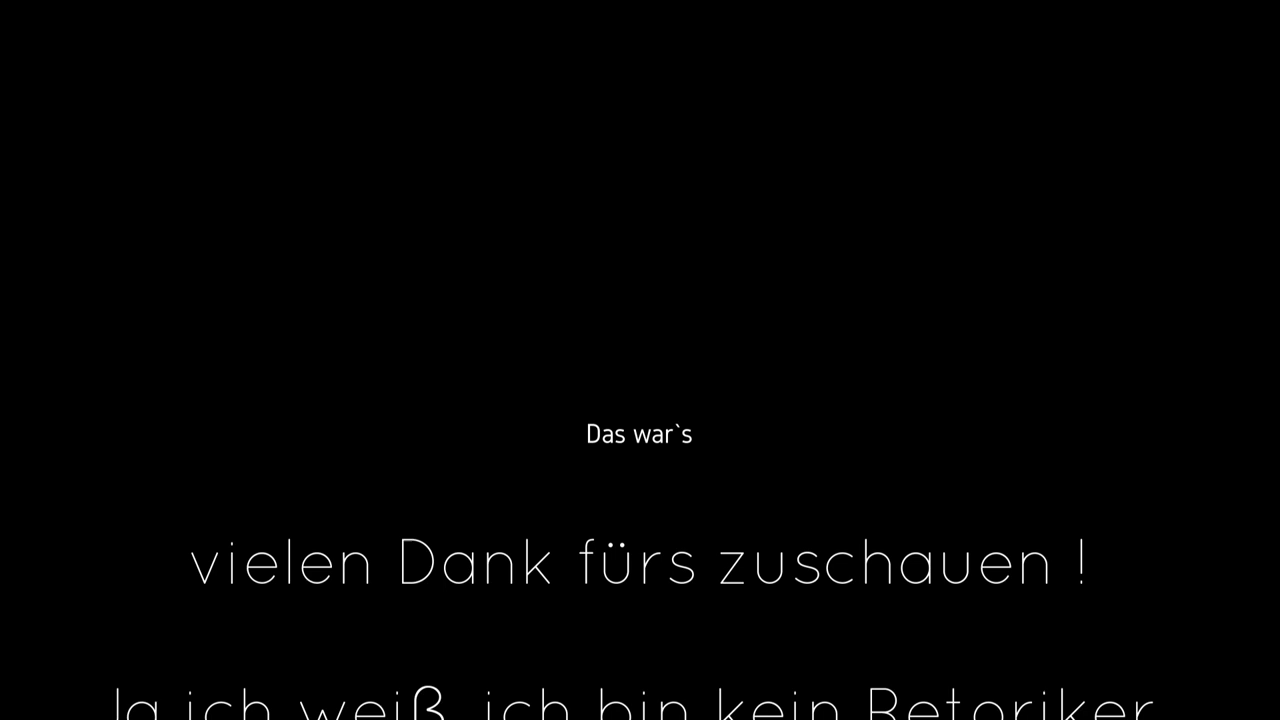 Das war`s
vielen Dank fürs zuschauen !
Ja ich weiß, ich bin kein Retoriker